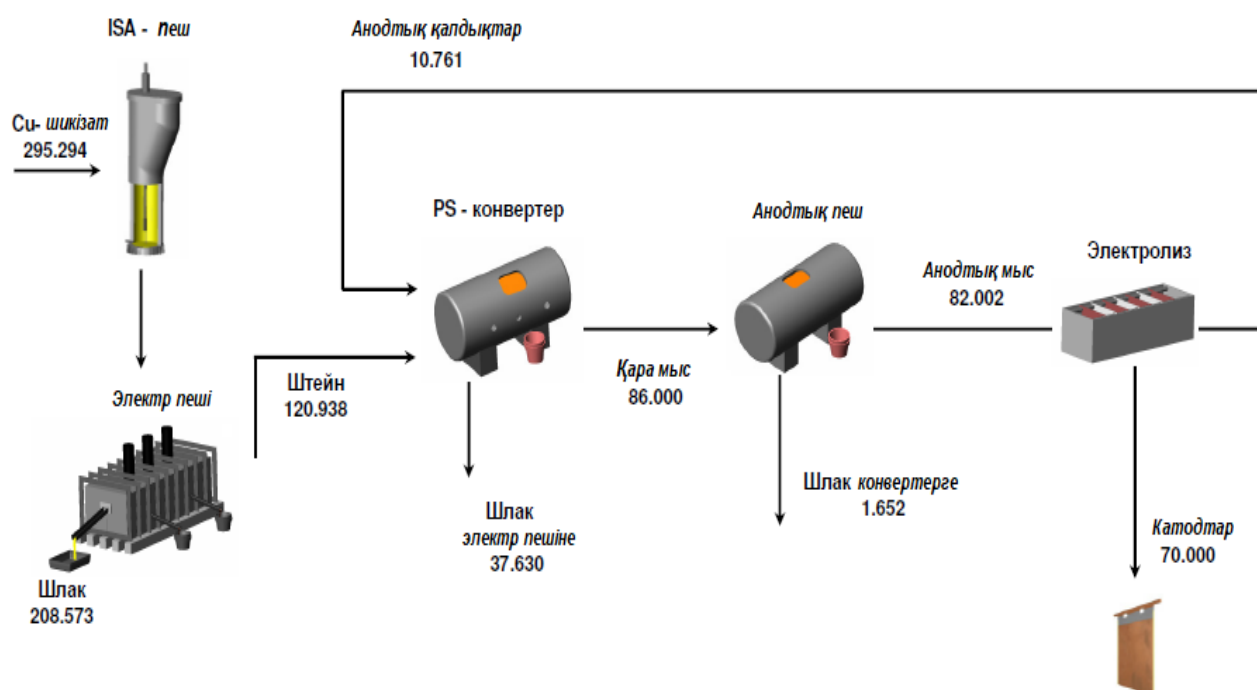 ISA - пеш
Анодтық қалдықтар
10.761
Cu- шикізат
295.294
PS - конвертер
Анодтық пеш
Анодтық мыс
82.002
Электролиз
Қара мыс
86.000
Штейн
120.938
Электр пеші
Шлак
208.573
Шлак
электр пешіне
37.630
Шлак конвертерге
1.652
Катодтар
70.000